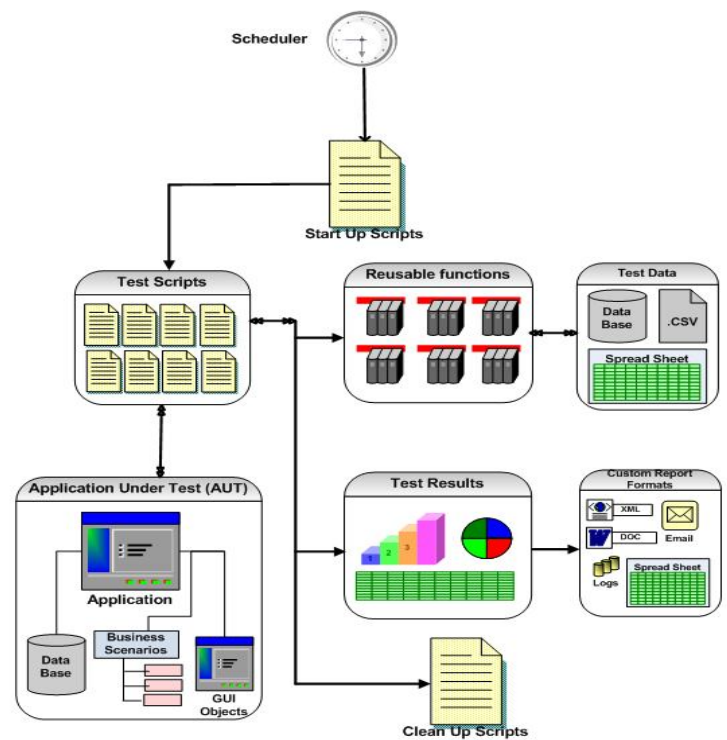 Scheduler
Start Up Scripts
Test Scripts
Reusable functions
Test Data
Data
Base
.CSV
Spread Sheet
Application Under Test (AUT)
Application
Data
Base
Business
Scenarios
GUI
Objects
Test Results
1
2
3
Custom Report
Formats
XML
DOC
Email
Logs
Spread Sheet
Clean Up Scripts